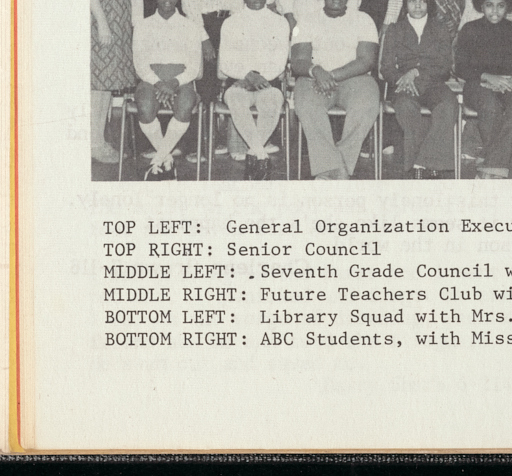 TOP LEFT: General Organization Execu
TOP RIGHT: Senior Council
MIDDLE LEFT: Seventh Grade Council w
MIDDLE RIGHT: Future Teachers Club wi
BOTTOM LEFT: Library Squad with Mrs.
BOTTOM RIGHT: ABC Students, with Miss